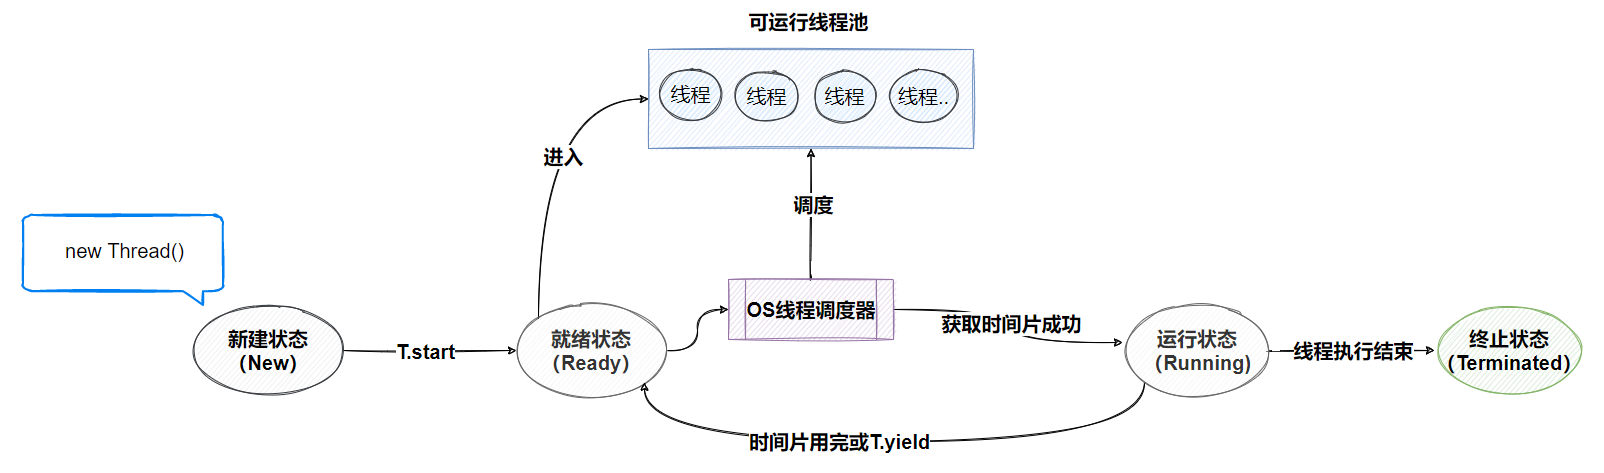 可运行线程池
线程
线程
线程
线程..
进入
调度
new Thread()
OS线程调度器
新建状态
（New）
T.start
就绪状态
（Ready）
获取时间片成功
运行状态
（Running)
线程执行结束
终止状态
（Terminated）
时间片用完或T.yield